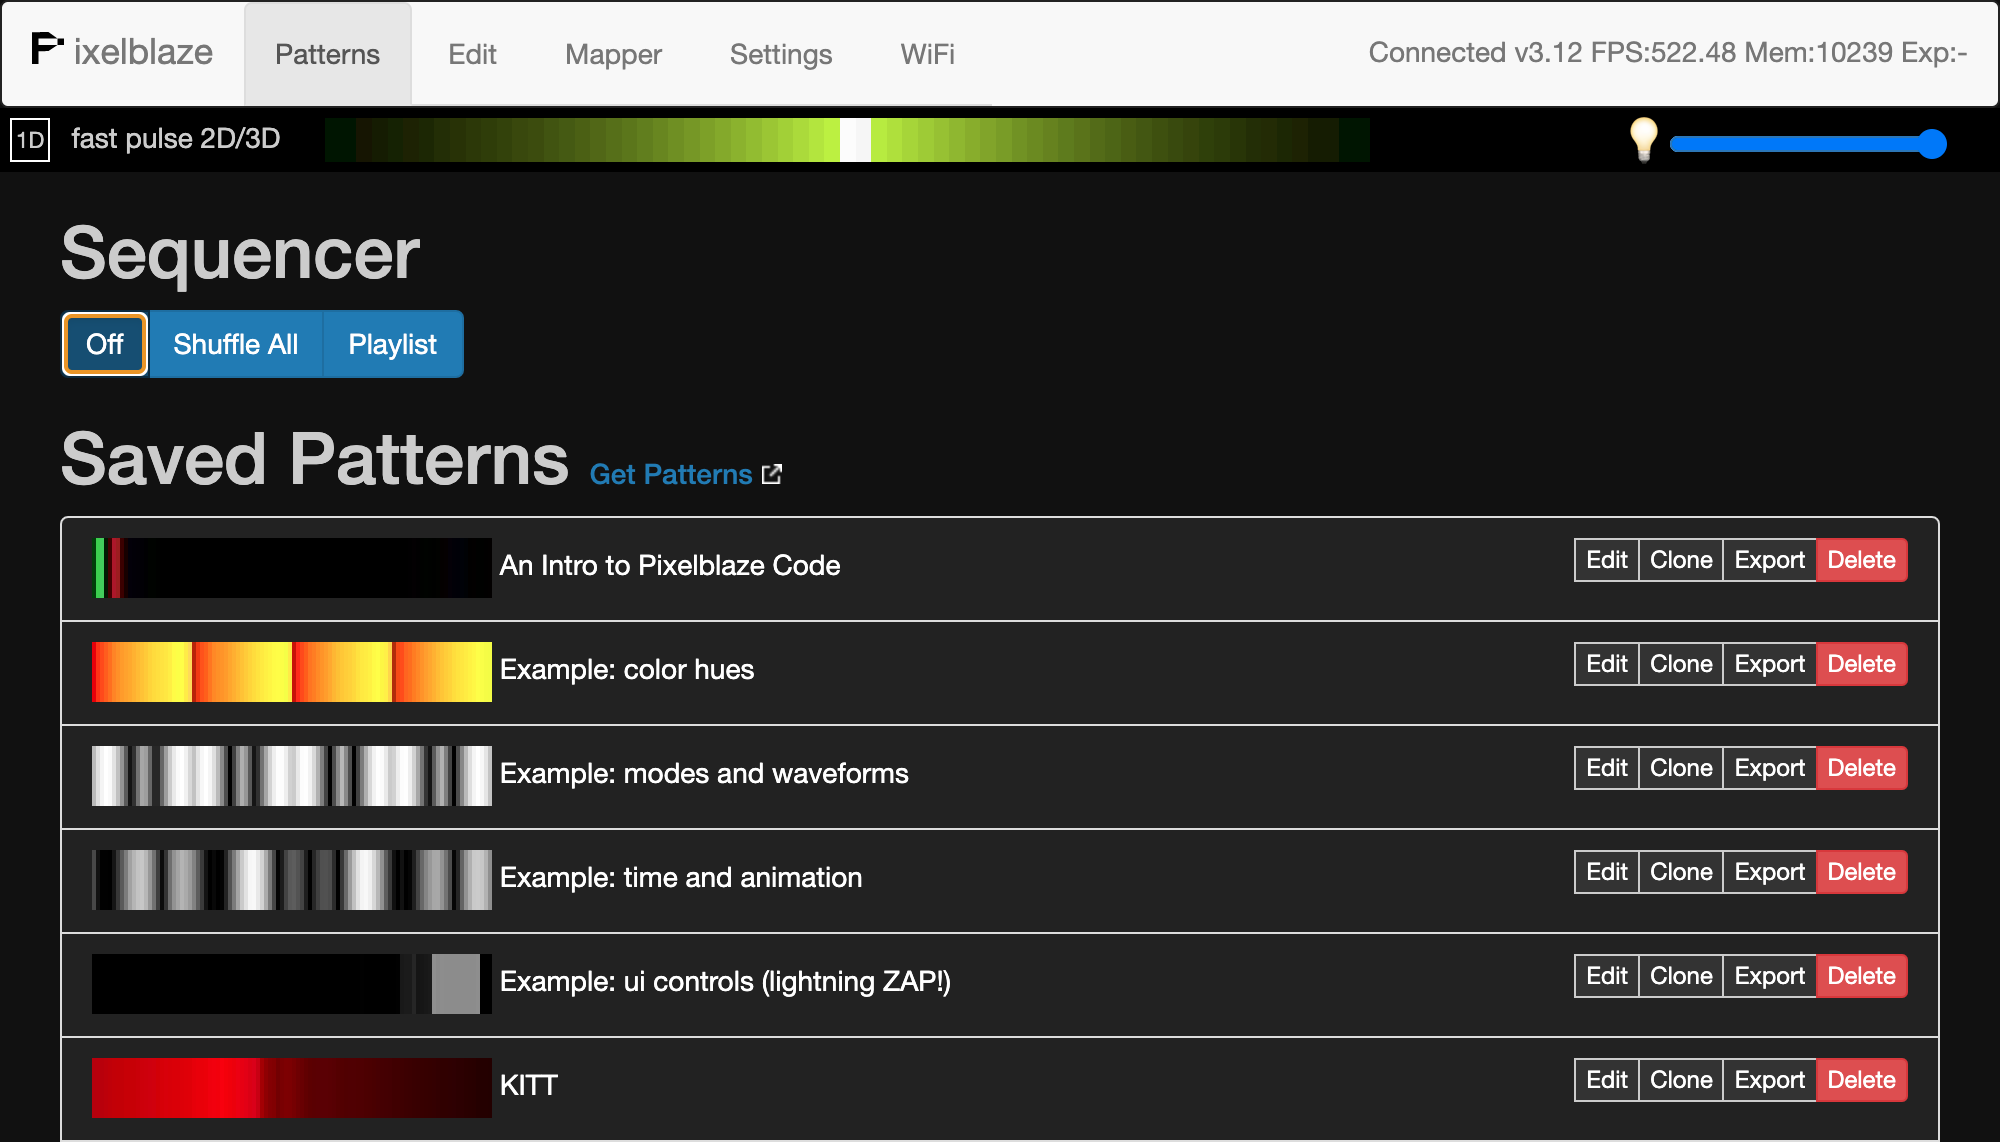 Pixelblaze Patterns Edit Mapper Settings WiFi Connected v3.12 FPS:522.48 Mem:10239 Exp:-
1D fast pulse 2D/3D
Sequencer
Off Shuffle All Playlist
Saved Patterns Get Patterns
An Intro to Pixelblaze Code Edit Clone Export Delete
Example: color hues Edit Clone Export Delete
Example: modes and waveforms Edit Clone Export Delete
Example: time and animation Edit Clone Export Delete
Example: ui controls (lightning ZAP!) Edit Clone Export Delete
KITT Edit Clone Export Delete